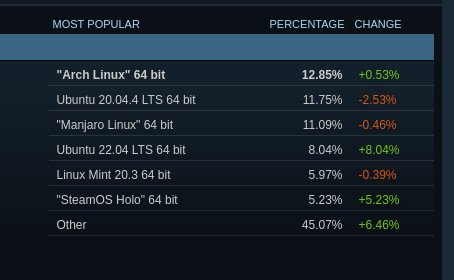 MOST POPULAR PERCENTAGE CHANGE
"Arch Linux" 64 bit 12.85% +0.53%
Ubuntu 20.04.4 LTS 64 bit 11.75% -2.53%
"Manjaro Linux" 64 bit 11.09% -0.46%
Ubuntu 22.04 LTS 64 bit 8.04% +8.04%
Linux Mint 20.3 64 bit 5.97% -0.39%
"SteamOS Holo" 64 bit 5.23% +5.23%
Other 45.07% +6.46%